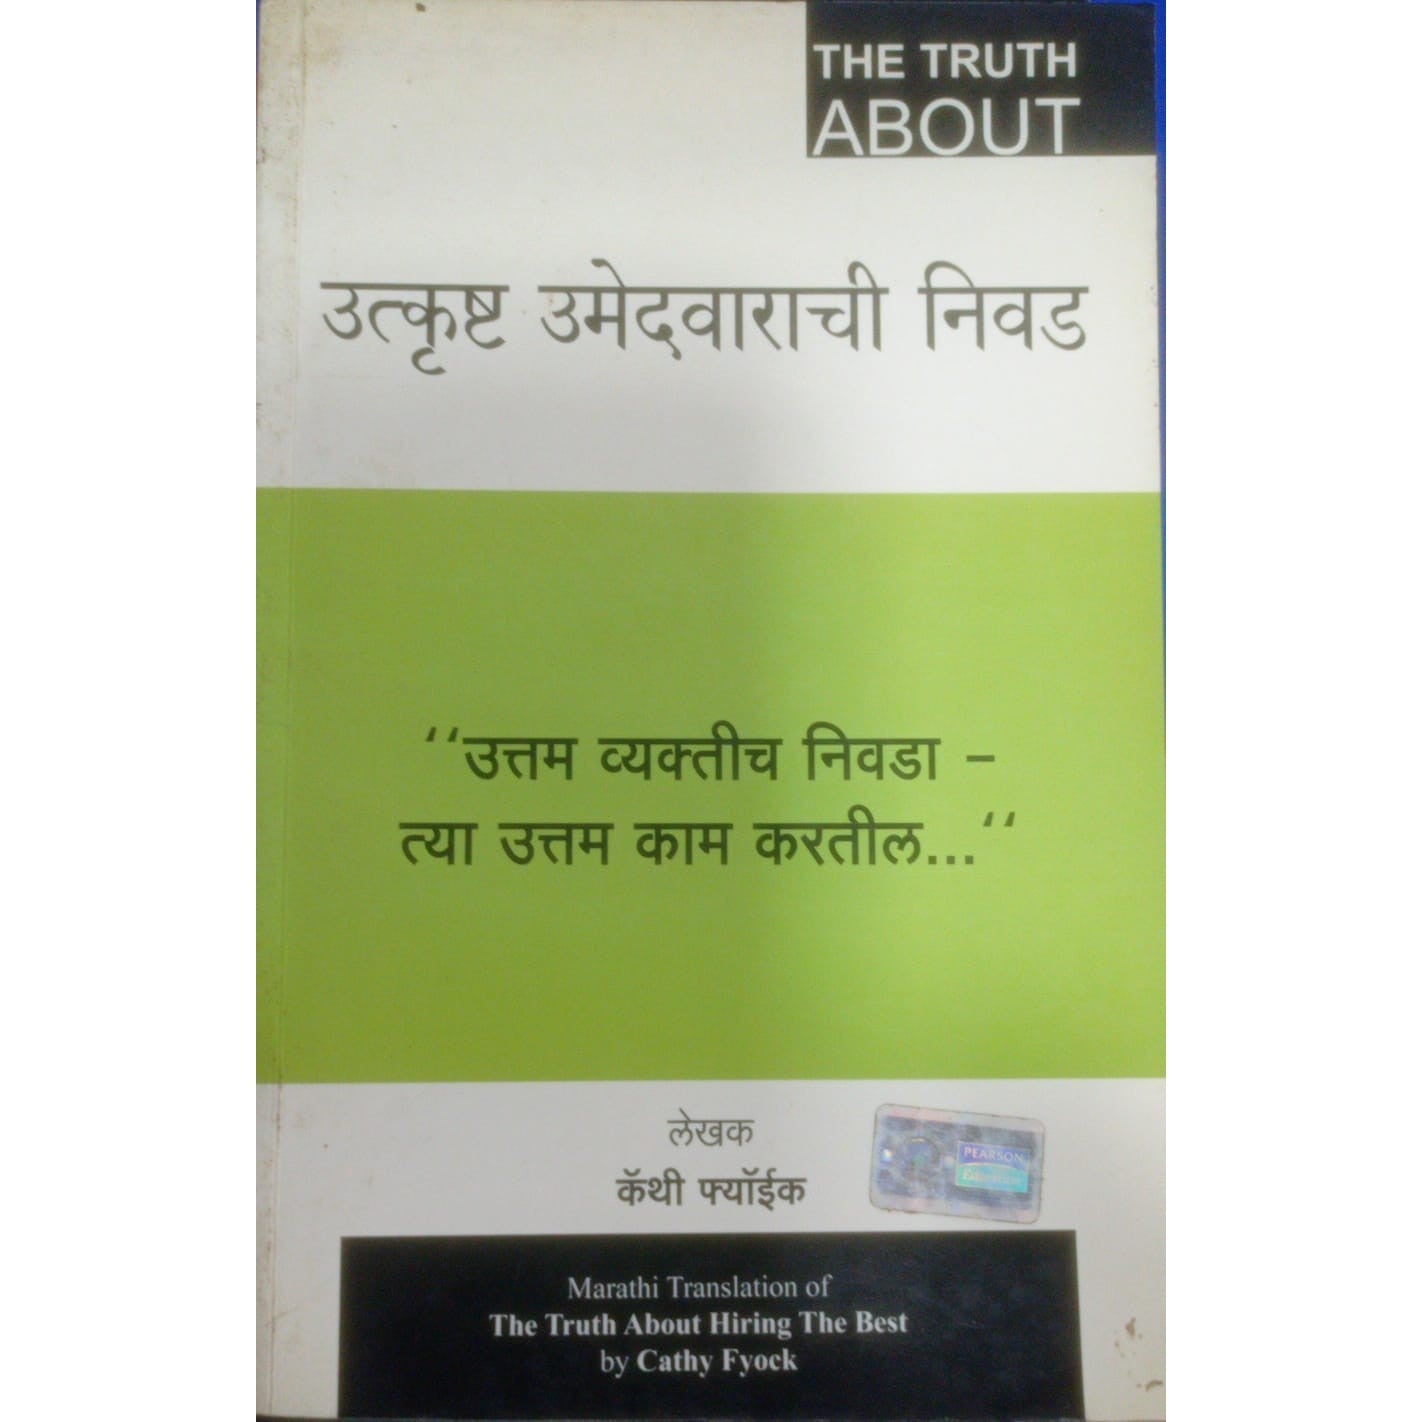 THE TRUTH
ABOUT
उत्कृष्ट उमेदवाराची निवड
‘‘उत्तम व्यक्तीच निवडा –
त्या उत्तम काम करतील...‘‘
लेखक
कॅथी फ्यॉईक
PEARSON
Education
Marathi Translation of
The Truth About Hiring The Best
by Cathy Fyock